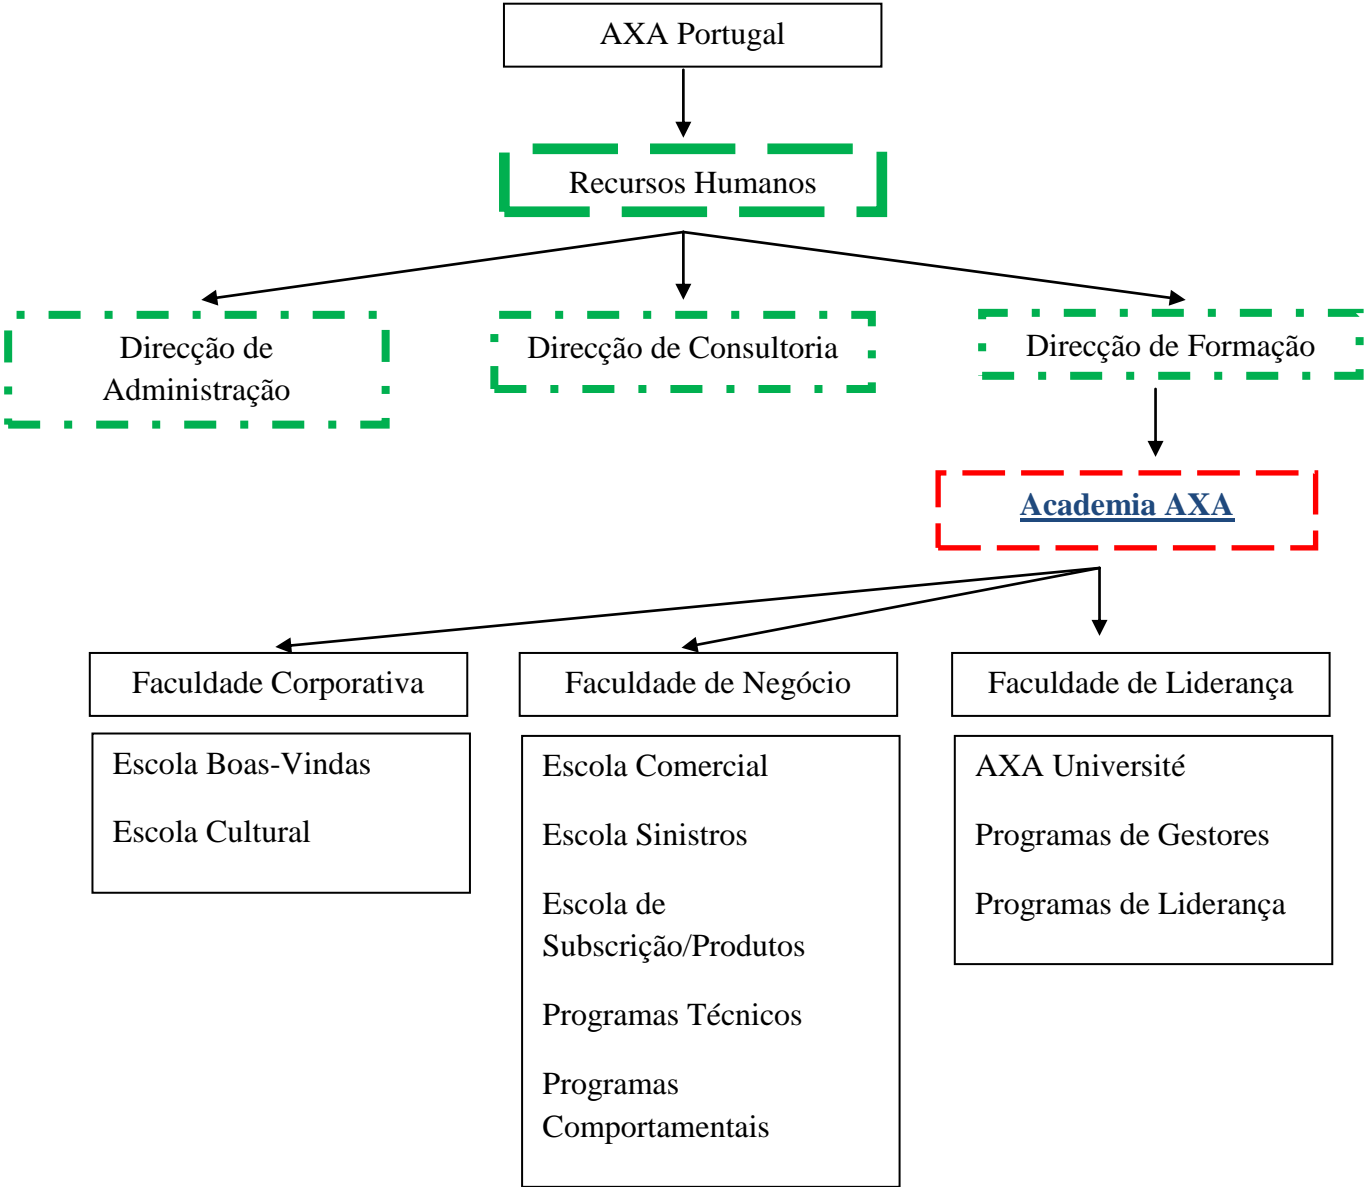 AXA Portugal
Recursos Humanos
Direcção de
Administração
Direcção de Consultoria
Direcção de Formação
Academia AXA
Faculdade Corporativa
Faculdade de Negócio
Faculdade de Liderança
Escola Boas-Vindas
Escola Cultural
Escola Comercial
Escola Sinistros
Escola de
Subscrição/Produtos
Programas Técnicos
Programas
Comportamentais
AXA Université
Programas de Gestores
Programas de Liderança